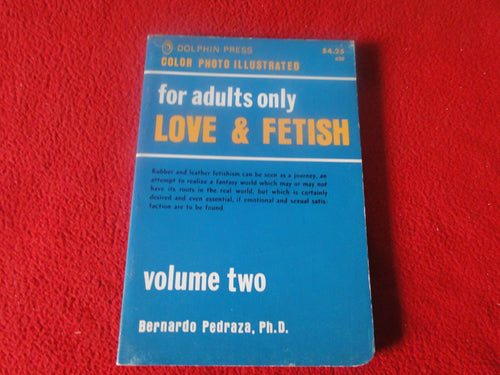 DOLPHIN PRESS $4.25
COLOR PHOTO ILLUSTRATED
for adults only
LOVE & FETISH
Rubber and leather fetishism can be seen as a journey, an
attempt to realize a fantasy world which may or may not
have its roots in the real world, but which is certainly
desired and even essential, if emotional and sexual satis-
faction are to be found.
volume two
Bernardo Pedraza, Ph.D.